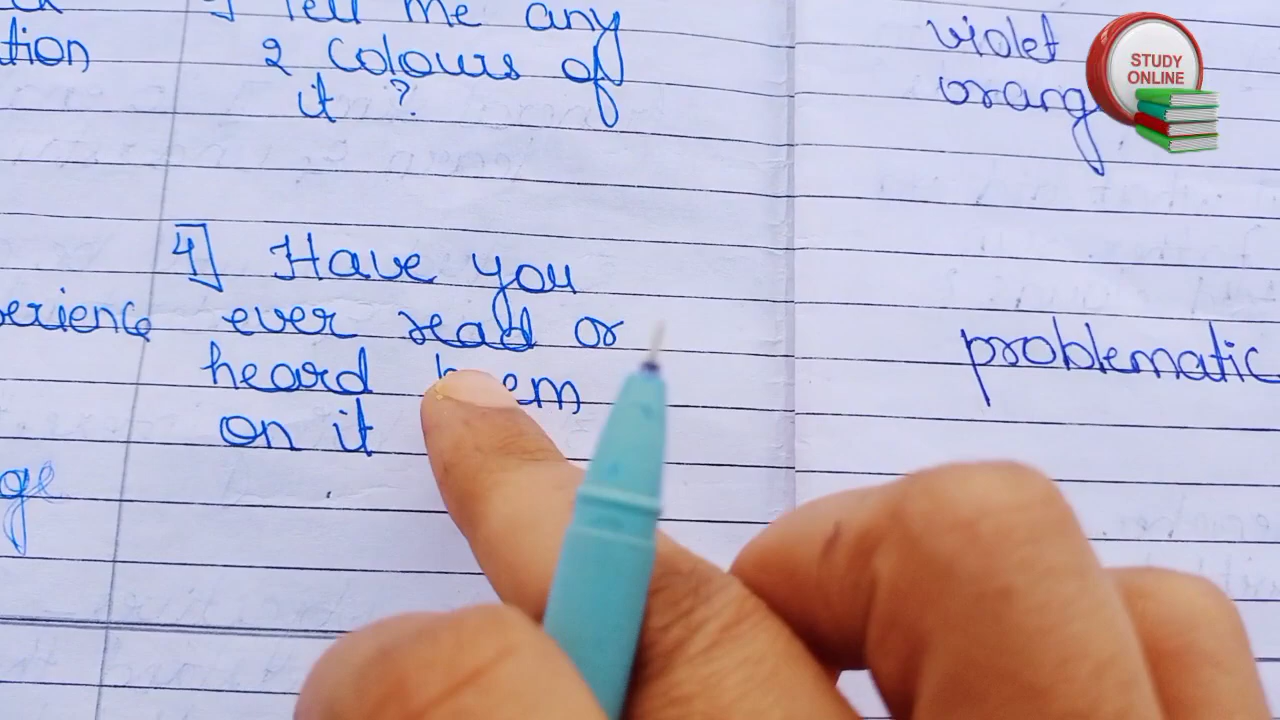 Tell me any
tion 2 colours of
it ?
violet
orang
STUDY
ONLINE
4] Have you
erience ever read or
heard em
on it
problematic
ge